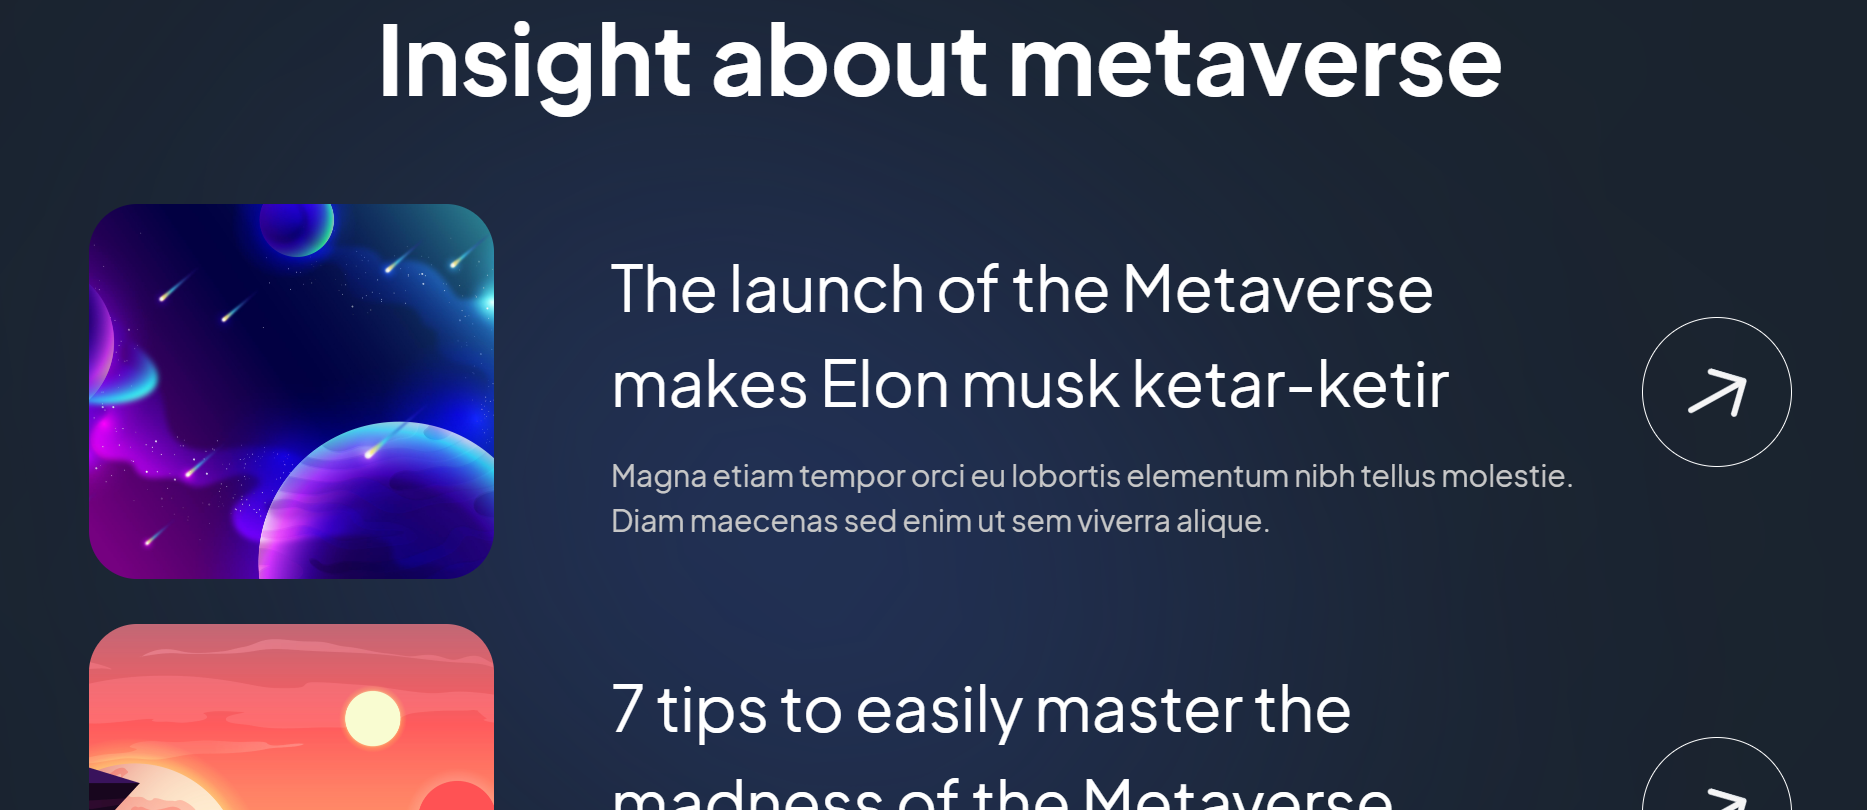 Insight about metaverse
The launch of the Metaverse
makes Elon musk ketar-ketir
Magna etiam tempor orci eu lobortis elementum nibh tellus molestie.
Diam maecenas sed enim ut sem viverra alique.
7 tips to easily master the
madness of the Metaverse